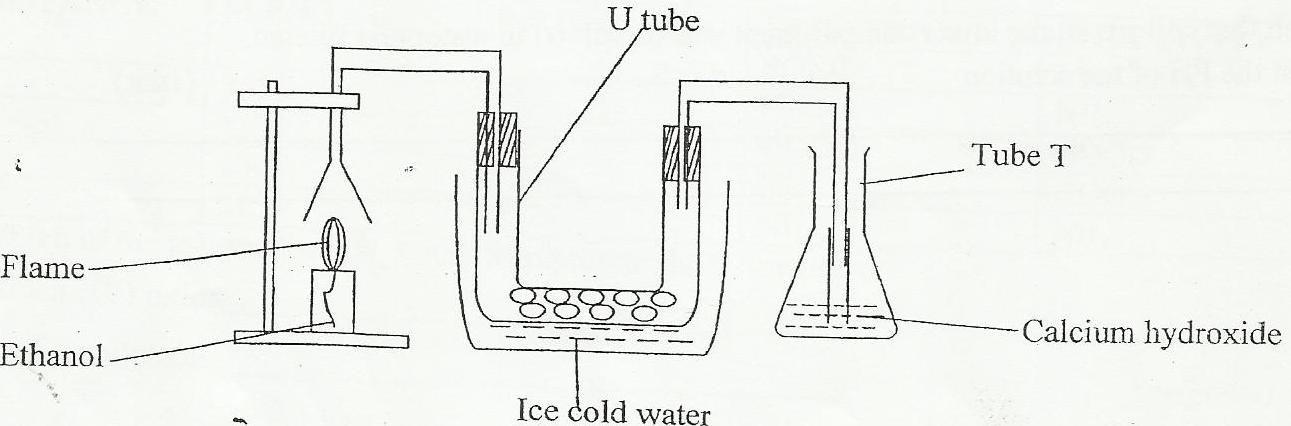 U tube
Tube T
Flame
Calcium hydroxide
Ethanol
Ice cold water